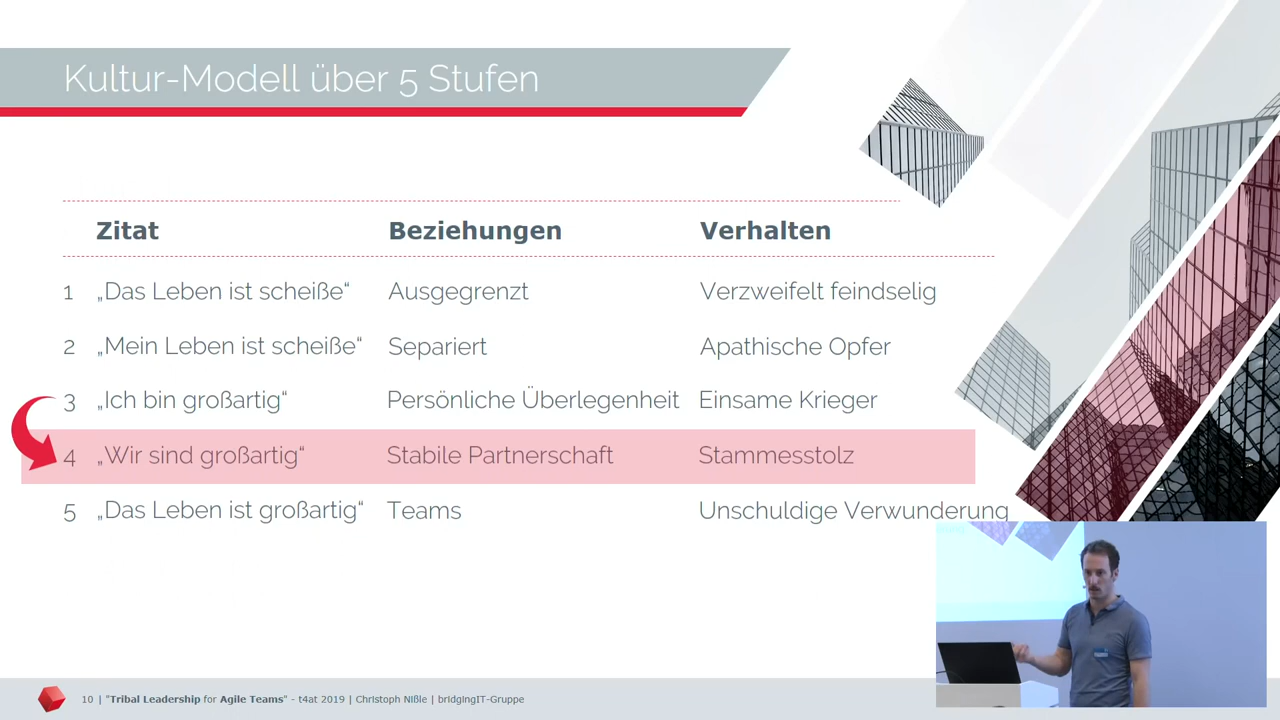 Kultur-Modell über 5 Stufen
Zitat Beziehungen Verhalten
1 „Das Leben ist scheiße“ Ausgegrenzt Verzweifelt feindselig
2 „Mein Leben ist scheiße“ Separiert Apathische Opfer
3 „Ich bin großartig“ Persönliche Überlegenheit Einsame Krieger
4 „Wir sind großartig“ Stabile Partnerschaft Stammesstolz
5 „Das Leben ist großartig“ Teams Unschuldige Verwunderung
10 | "Tribal Leadership for Agile Teams" - t4at 2019 | Christoph Nißle | bridgingIT-Gruppe